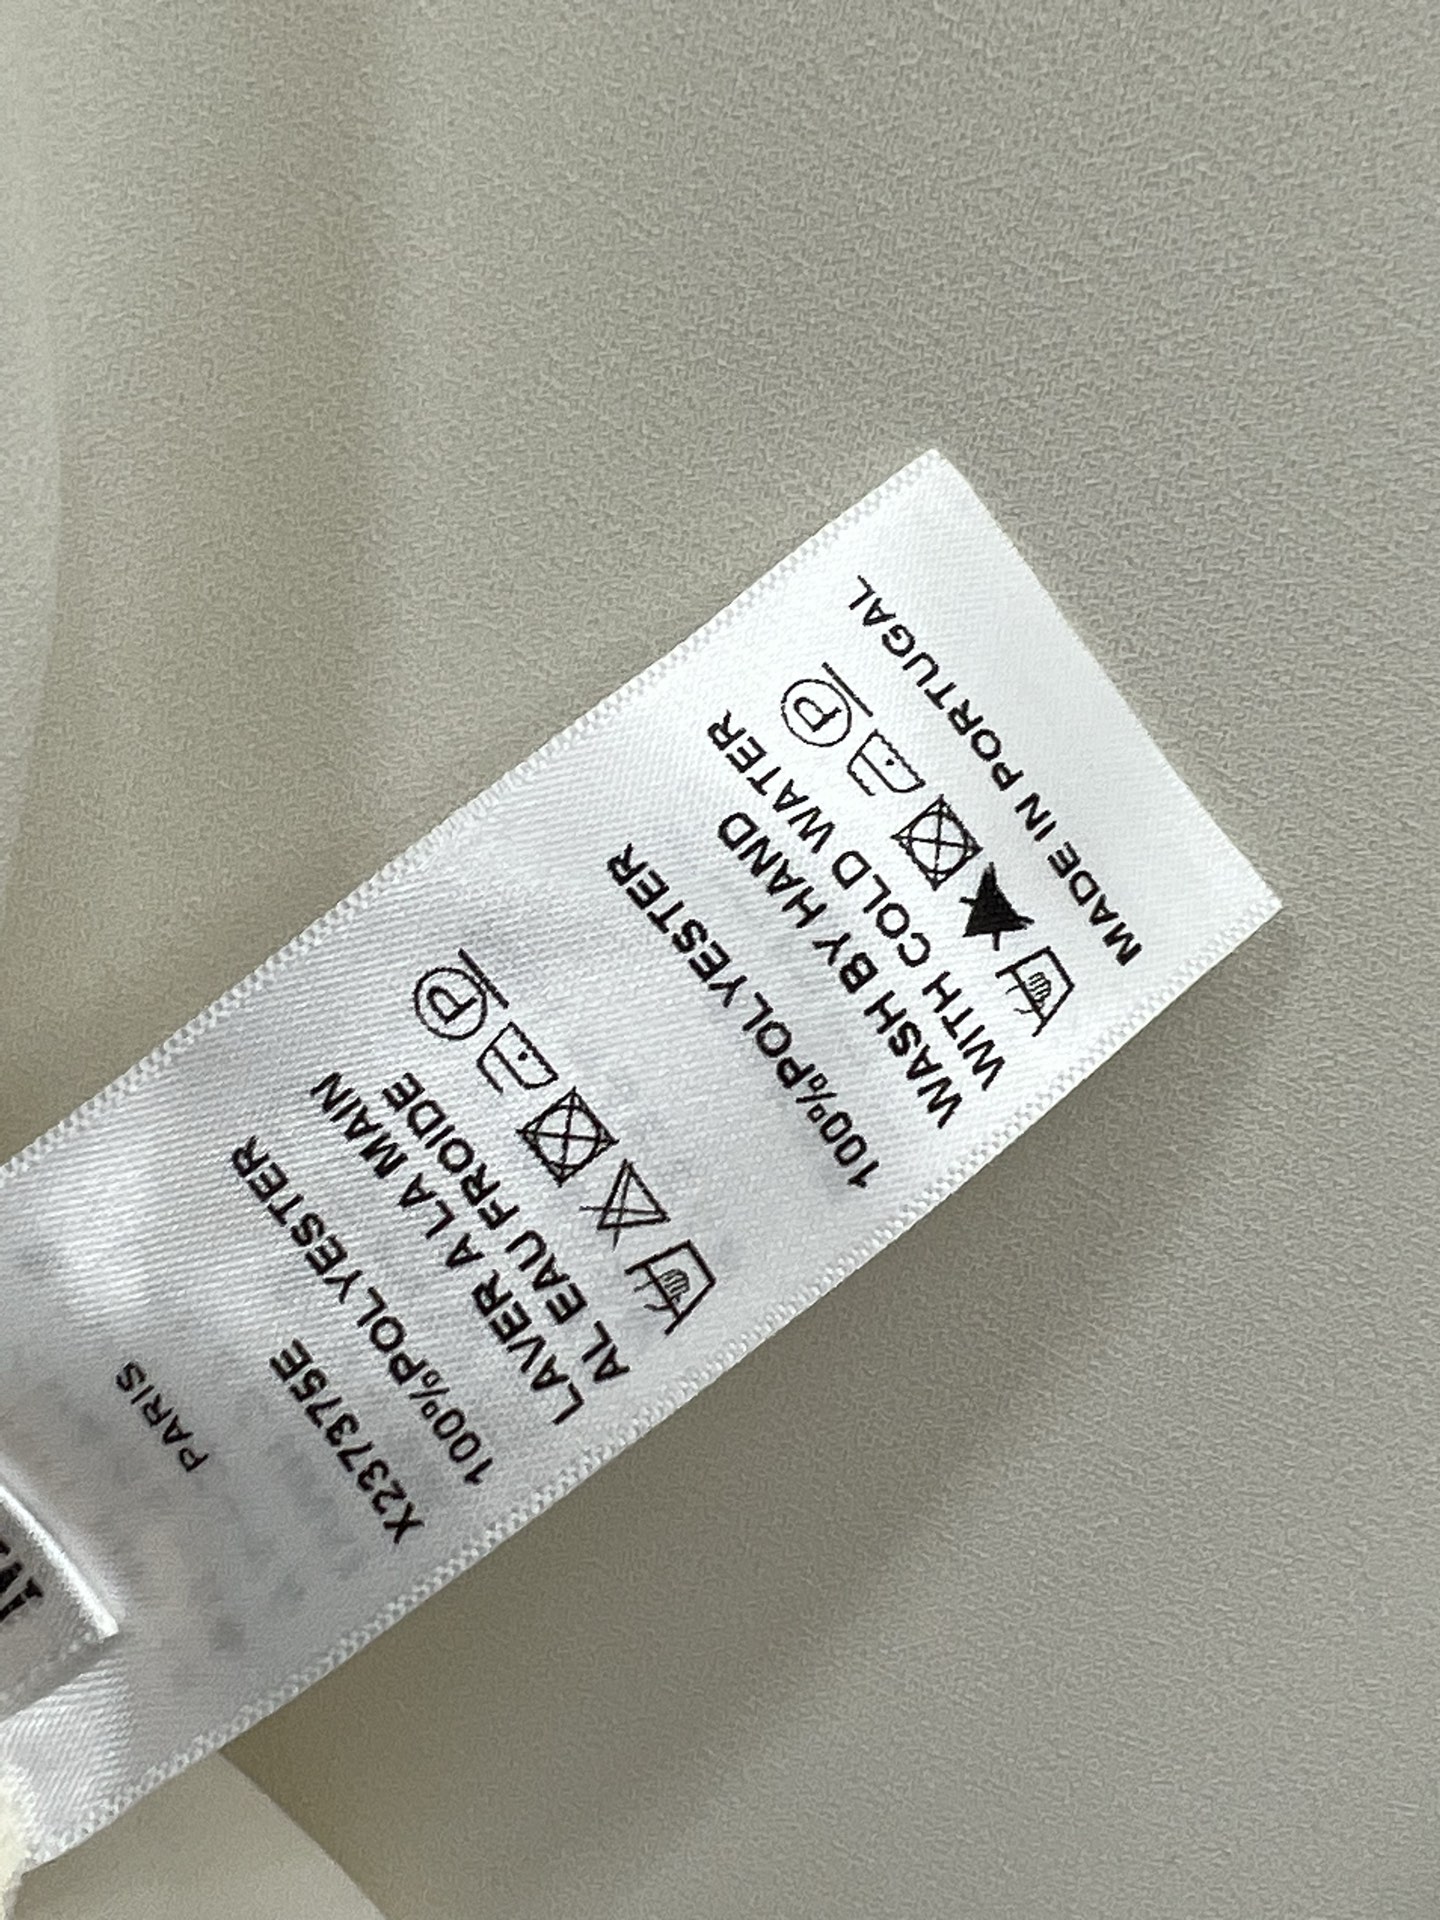 PARIS
X237375E
100%POLYESTER
LAVER A LA MAIN
AL EAU FROIDE
P
100%POLYESTER
WASH BY HAND
WITH COLD WATER
P
MADE IN PORTUGAL